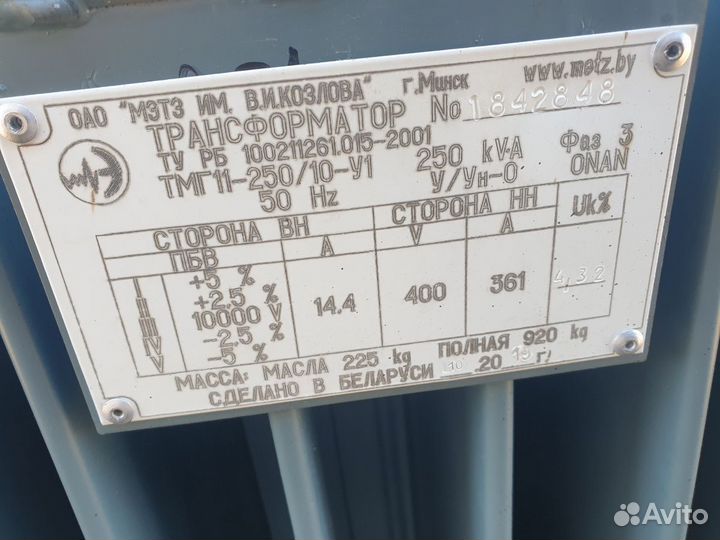 ОАО "МЭТЗ ИМ. В.И.КОЗЛОВА" г.Минск www.metz.by
ТРАНСФОРМАТОР № 1842848
ТУ РБ 100211261.015-2001
ТМГ11-250/10-У1 250 kV·A Фаз 3
50 Hz У/Ун-0 ONAN
СТОРОНА ВН СТОРОНА НН Uk%
ПБВ A V A
I +5 %
II +2,5 %
III 10000 V 14.4 400 361 4,32
IV -2,5 %
V -5 %
МАССА: МАСЛА 225 kg ПОЛНАЯ 920 kg
СДЕЛАНО В БЕЛАРУСИ 10 2015 г.
Avito